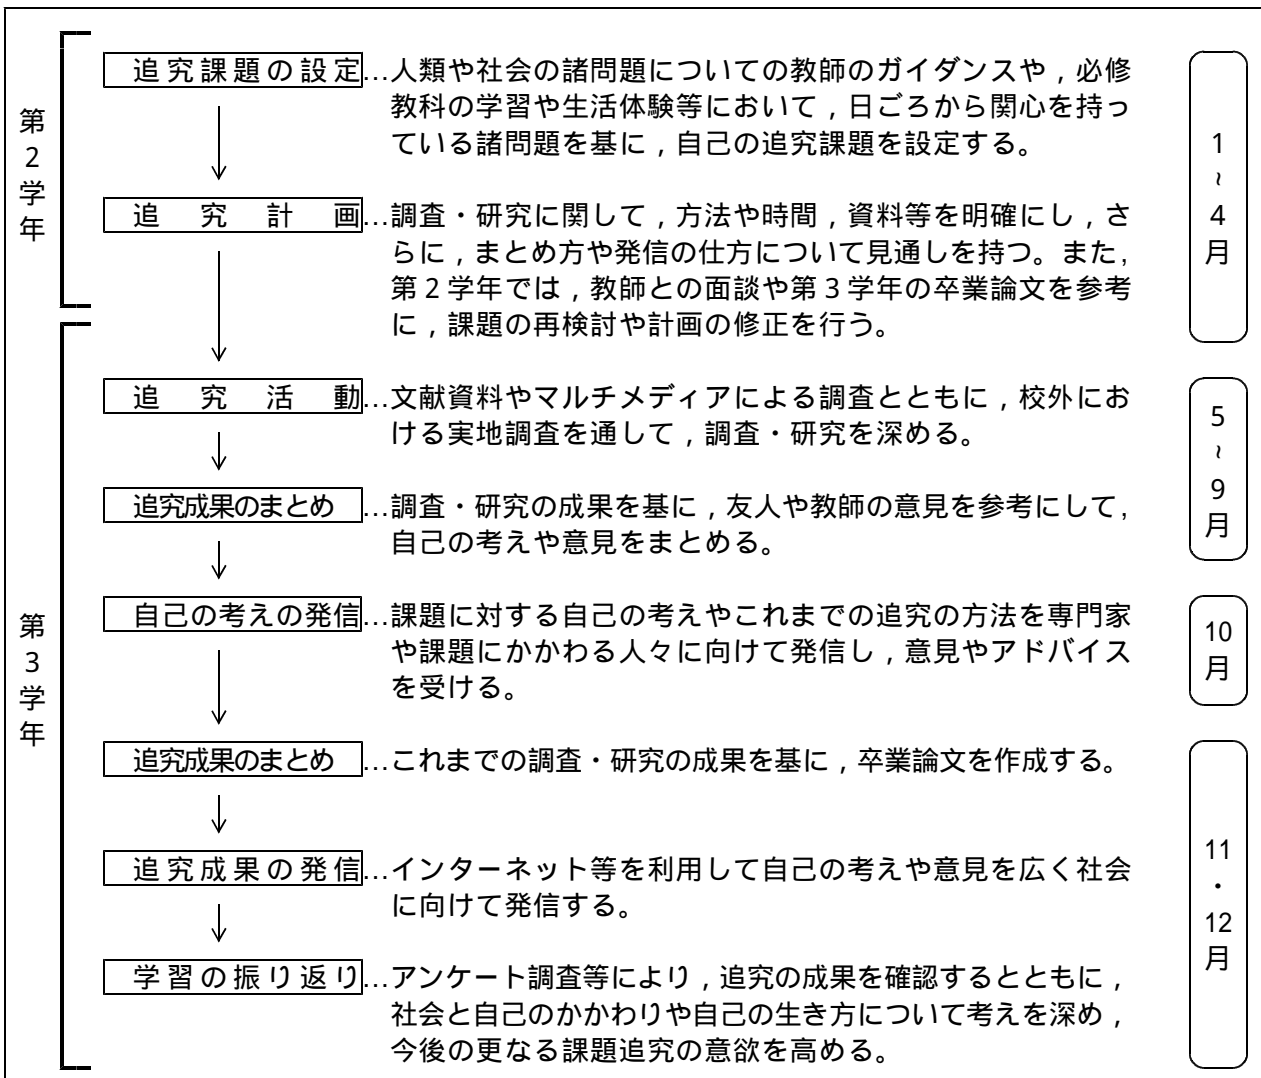 第2学年
追究課題の設定…人類や社会の諸問題についての教師のガイダンスや，必修
教科の学習や生活体験等において，日ごろから関心を持っ
ている諸問題を基に，自己の追究課題を設定する。
追究計画…調査・研究に関して，方法や時間，資料等を明確にし，さ
らに，まとめ方や発信の仕方について見通しを持つ。また，
第２学年では，教師との面談や第３学年の卒業論文を参考
に，課題の再検討や計画の修正を行う。
1～4月
第3学年
追究活動…文献資料やマルチメディアによる調査とともに，校外にお
ける実地調査を通して，調査・研究を深める。
追究成果のまとめ…調査・研究の成果を基に，友人や教師の意見を参考にして，
自己の考えや意見をまとめる。
5～9月
自己の考えの発信…課題に対する自己の考えやこれまでの追究の方法を専門家
や課題にかかわる人々に向けて発信し，意見やアドバイス
を受ける。
10月
追究成果のまとめ…これまでの調査・研究の成果を基に，卒業論文を作成する。
追究成果の発信…インターネット等を利用して自己の考えや意見を広く社会
に向けて発信する。
学習の振り返り…アンケート調査等により，追究の成果を確認するとともに，
社会と自己のかかわりや自己の生き方について考えを深め，
今後の更なる課題追究の意欲を高める。
11・12月